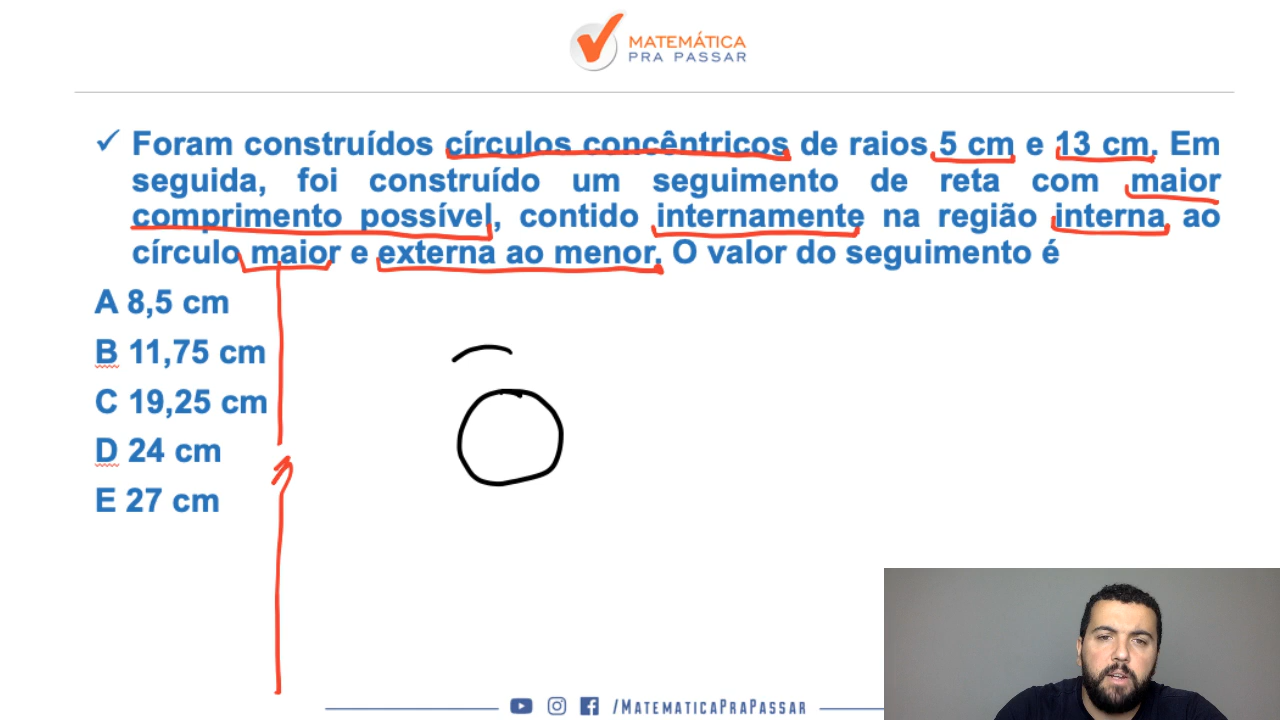 MATEMÁTICA
PRA PASSAR
✓ Foram construídos círculos concêntricos de raios 5 cm e 13 cm. Em
seguida, foi construído um seguimento de reta com maior
comprimento possível, contido internamente na região interna ao
círculo maior e externa ao menor. O valor do seguimento é
A 8,5 cm
B 11,75 cm
C 19,25 cm
D 24 cm
E 27 cm
/MATEMATICAPRAPASSAR